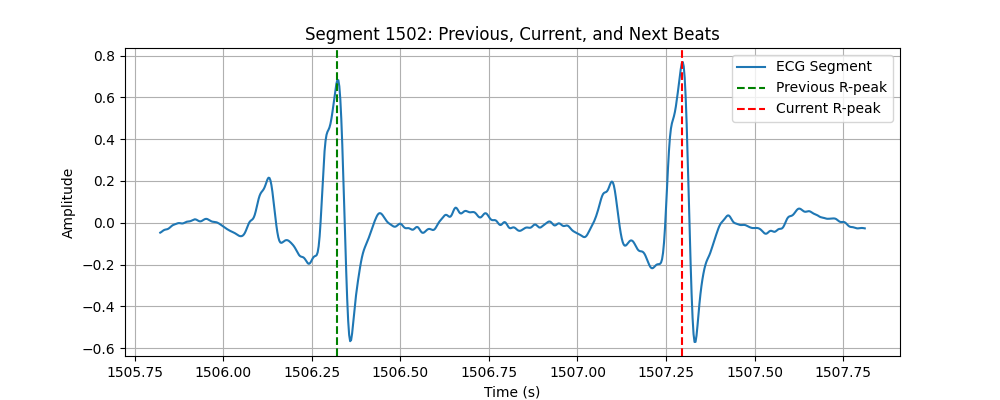 Segment 1502: Previous, Current, and Next Beats
ECG Segment
Previous R-peak
Current R-peak
Amplitude
0.8
0.6
0.4
0.2
0.0
−0.2
−0.4
−0.6
1505.75 1506.00 1506.25 1506.50 1506.75 1507.00 1507.25 1507.50 1507.75
Time (s)